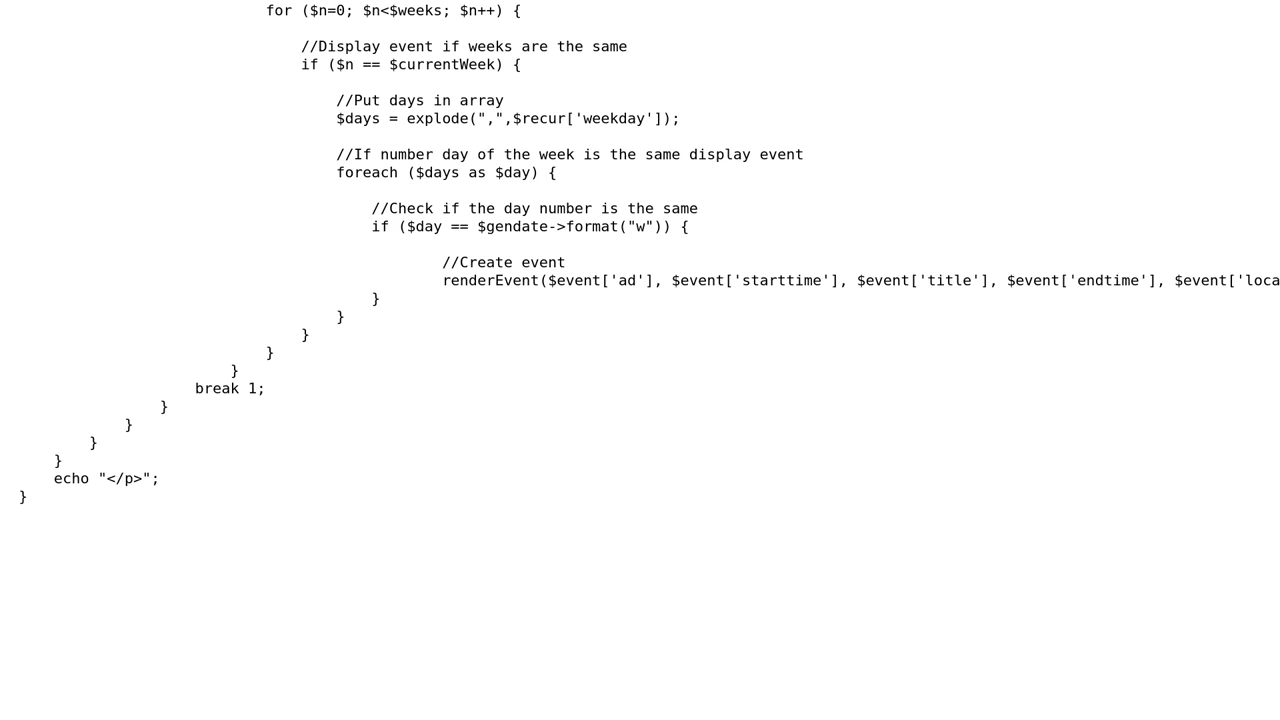 for ($n=0; $n<$weeks; $n++) {
//Display event if weeks are the same
if ($n == $currentWeek) {
//Put days in array
$days = explode(",",$recur['weekday']);
//If number day of the week is the same display event
foreach ($days as $day) {
//Check if the day number is the same
if ($day == $gendate->format("w")) {
//Create event
renderEvent($event['ad'], $event['starttime'], $event['title'], $event['endtime'], $event['loca
}
}
}
}
}
break 1;
}
}
}
}
echo "</p>";
}